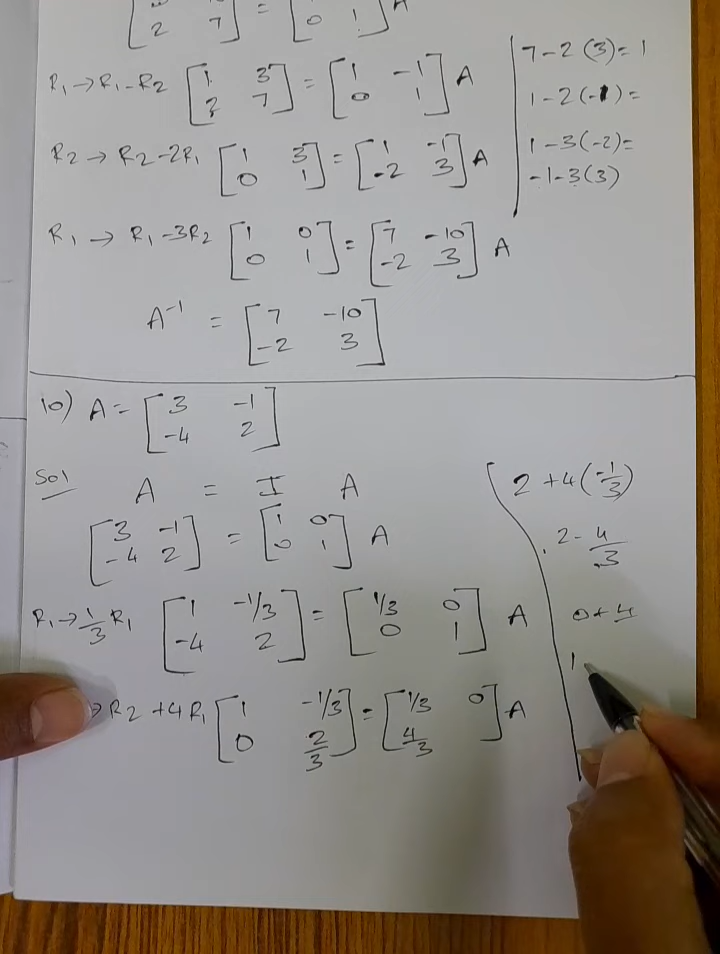 2 7 = 0 1 A
R1 → R1 - R2 [1 3 2 7] = [1 -1 0 1] A
R2 → R2 - 2R1 [1 3 0 1] = [1 -1 -2 3] A
R1 → R1 - 3R2 [1 0 0 1] = [7 -10 -2 3] A
A⁻¹ = [7 -10 -2 3]
7 - 2 (3) = 1
1 - 2(-1) =
1 - 3(-2) =
-1 - 3(3)
10) A = [3 -1 -4 2]
Sol
A = I A
[3 -1 -4 2] = [1 0 0 1] A
R1 → 1/3 R1 [1 -1/3 -4 2] = [1/3 0 0 1] A
→ R2 + 4R1 [1 -1/3 0 2/3] = [1/3 0 4/3] A
2 + 4(-1/3)
2 - 4/3
0 + 4
1